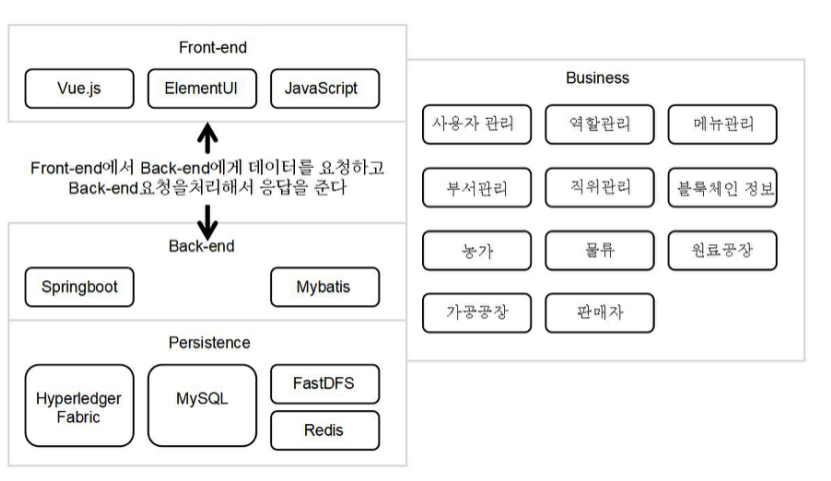 Front-end
Vue.js
ElementUI
JavaScript
Front-end에서 Back-end에게 데이터를 요청하고
Back-end요청을처리해서 응답을 준다
Back-end
Springboot
Mybatis
Persistence
Hyperledger
Fabric
MySQL
FastDFS
Redis
Business
사용자 관리
역할관리
메뉴관리
부서관리
직위관리
블록체인 정보
농가
물류
원료공장
가공공장
판매자